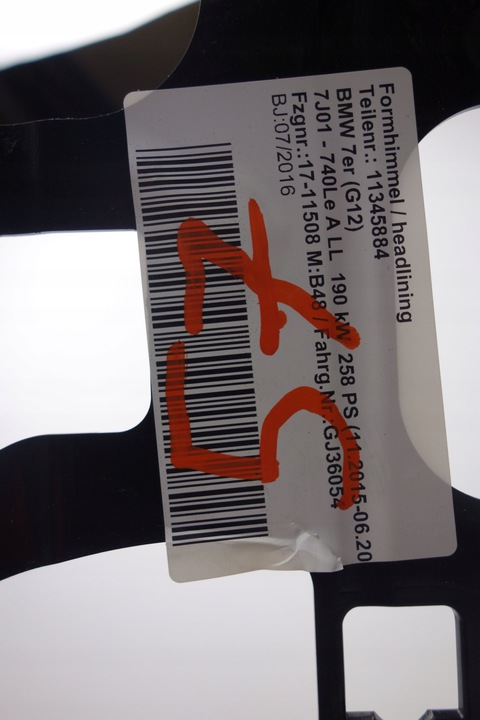 Formhimmel / headlining
Teilenr.: 11345884
BMW 7er (G12)
7J01 - 740Le A LL 190 kW 258 PS (11.2015-06.20
Fzgnr.:17-11508 M:B48 / Fahrg.Nr.:GJ36054
BJ:07/2016